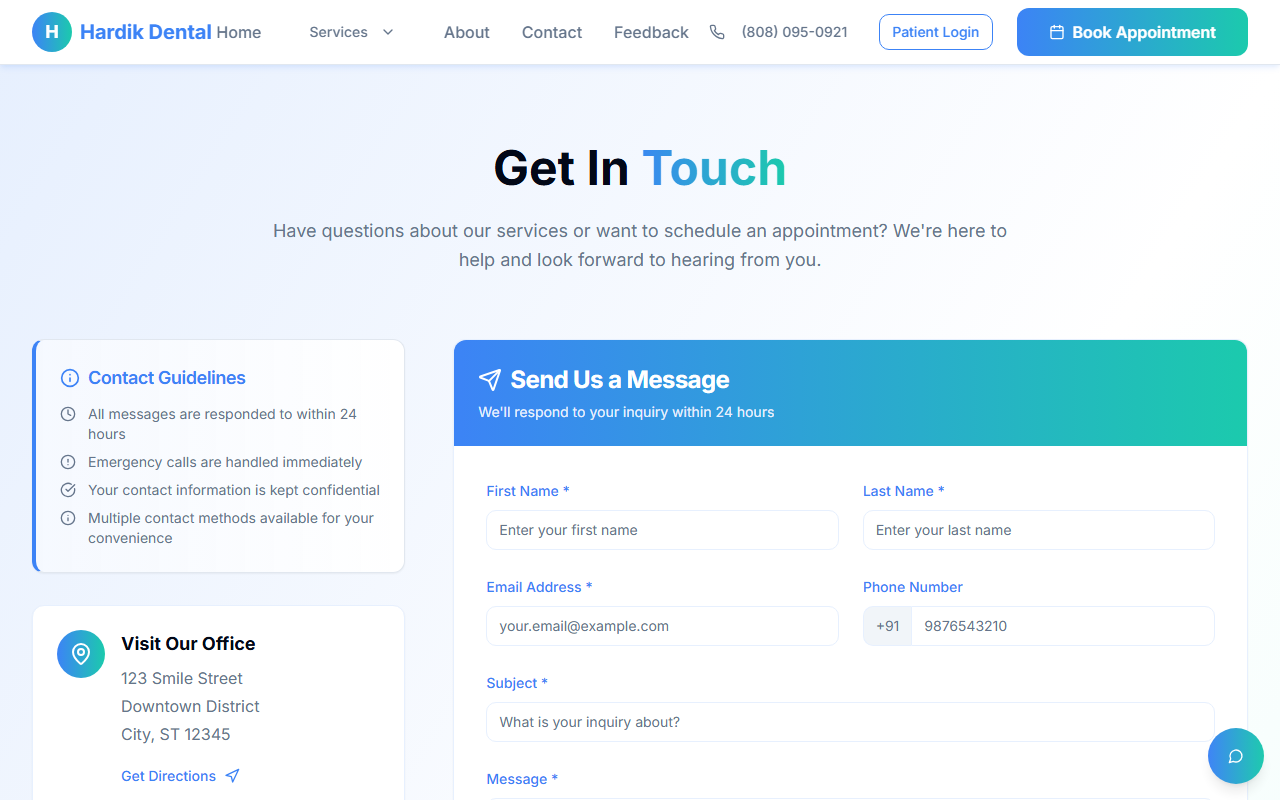 H Hardik Dental Home Services About Contact Feedback (808) 095-0921 Patient Login Book Appointment
Get In Touch
Have questions about our services or want to schedule an appointment? We're here to
help and look forward to hearing from you.
Contact Guidelines
All messages are responded to within 24
hours
Emergency calls are handled immediately
Your contact information is kept confidential
Multiple contact methods available for your
convenience
Visit Our Office
123 Smile Street
Downtown District
City, ST 12345
Get Directions
Send Us a Message
We'll respond to your inquiry within 24 hours
First Name * Last Name *
Enter your first name Enter your last name
Email Address * Phone Number
your.email@example.com +91 9876543210
Subject *
What is your inquiry about?
Message *